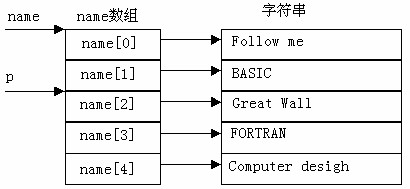 name name数组 字符串
name[0] Follow me
name[1] BASIC
p
name[2] Great Wall
name[3] FORTRAN
name[4] Computer desigh